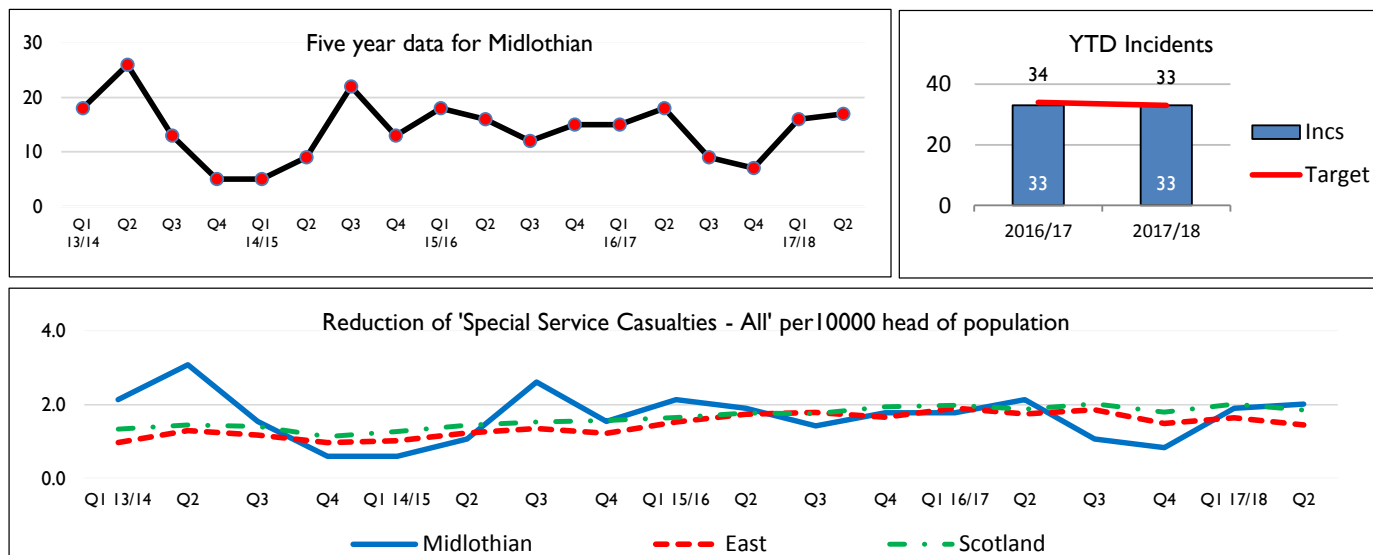 Five year data for Midlothian
30
20
10
0
Q1 Q2 Q3 Q4 Q1 Q2 Q3 Q4 Q1 Q2 Q3 Q4 Q1 Q2 Q3 Q4 Q1 Q2
13/14 14/15 15/16 16/17 17/18
YTD Incidents
34 33
40
20
0
33 33
2016/17 2017/18
Incs
Target
Reduction of 'Special Service Casualties - All' per10000 head of population
4.0
2.0
0.0
Q1 13/14 Q2 Q3 Q4 Q1 14/15 Q2 Q3 Q4 Q1 15/16 Q2 Q3 Q4 Q1 16/17 Q2 Q3 Q4 Q1 17/18 Q2
Midlothian East Scotland